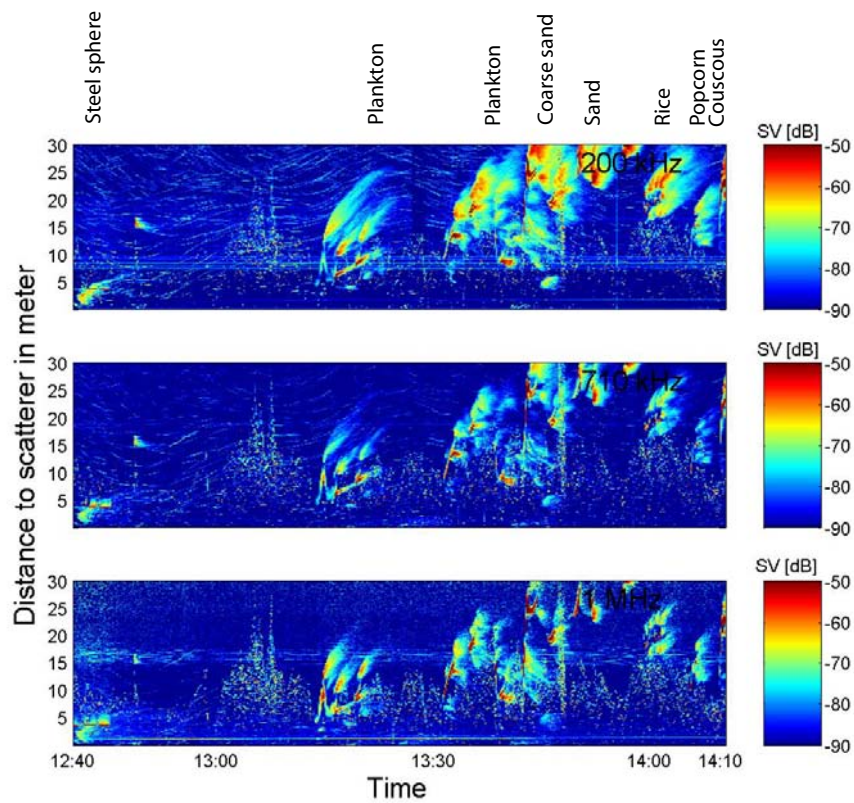 Steel sphere
Plankton
Plankton
Coarse sand
Sand
Rice
Popcorn
Couscous
Distance to scatterer in meter
30
25
20
15
10
5
200 kHz
SV [dB]
-50
-60
-70
-80
-90
30
25
20
15
10
5
710 kHz
SV [dB]
-50
-60
-70
-80
-90
30
25
20
15
10
5
1 MHz
SV [dB]
-50
-60
-70
-80
-90
12:40 13:00 13:30 14:00 14:10
Time